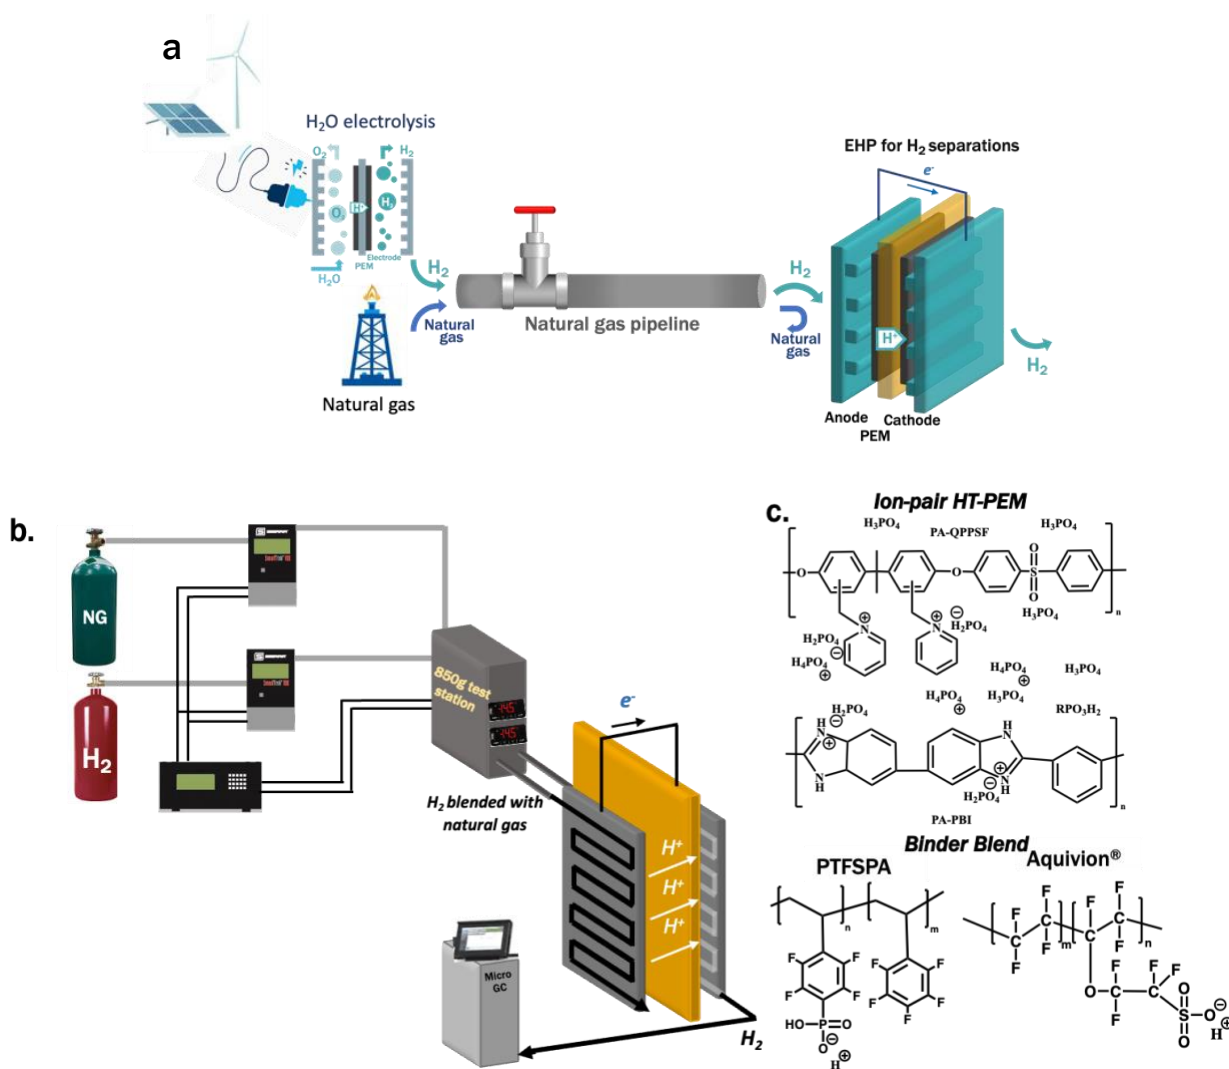 a
H₂O electrolysis
O₂
H₂
O₂
H⁺
H₂
Electrode
PEM
H₂O
H₂
Natural
gas
Natural gas
Natural gas pipeline
H₂
Natural
gas
EHP for H₂ separations
e⁻
H⁺
H₂
Anode
Cathode
PEM
b.
NG
H₂
850g test
station
H₂ blended with
natural gas
e⁻
H⁺
H⁺
H⁺
Micro
GC
H₂
c.
Ion-pair HT-PEM
H₃PO₄
PA-QPPSF
H₃PO₄
O
O
O
S
O
n
H₃PO₄
N
⊕
N
⊕
⊖
H₂PO₄
H₂PO₄
⊖
H₄PO₄
⊕
H₄PO₄
⊕
H₃PO₄
H₄PO₄
⊕
H₃PO₄
H₂PO₄
⊖
RPO₃H₂
H
N
⊕
N
H
H
N
⊕
N
H
⊖
H₂PO₄
n
PA-PBI
Binder Blend
PTFSPA
n
m
F
F
F
F
HO
P
O
O
⊖
H
⊕
F
F
F
F
F
Aquivion®
F
F
C
C
F
F
m
F
F
C
C
F
F
n
O
F
C
F
F
C
F
O
S
O
O
⊖
H
⊕